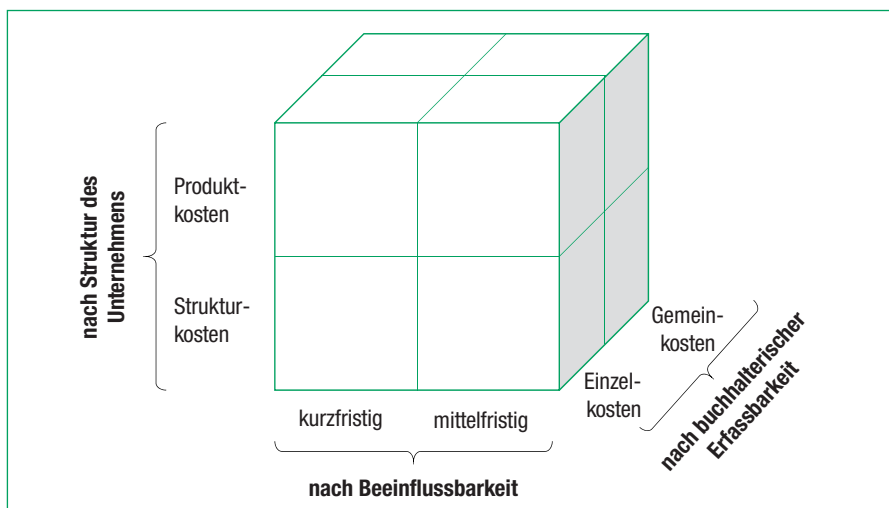 nach Struktur des
Unternehmens
Produkt-
kosten
Struktur-
kosten
kurzfristig
mittelfristig
nach Beeinflussbarkeit
Einzel-
kosten
Gemein-
kosten
nach buchhalterischer
Erfassbarkeit